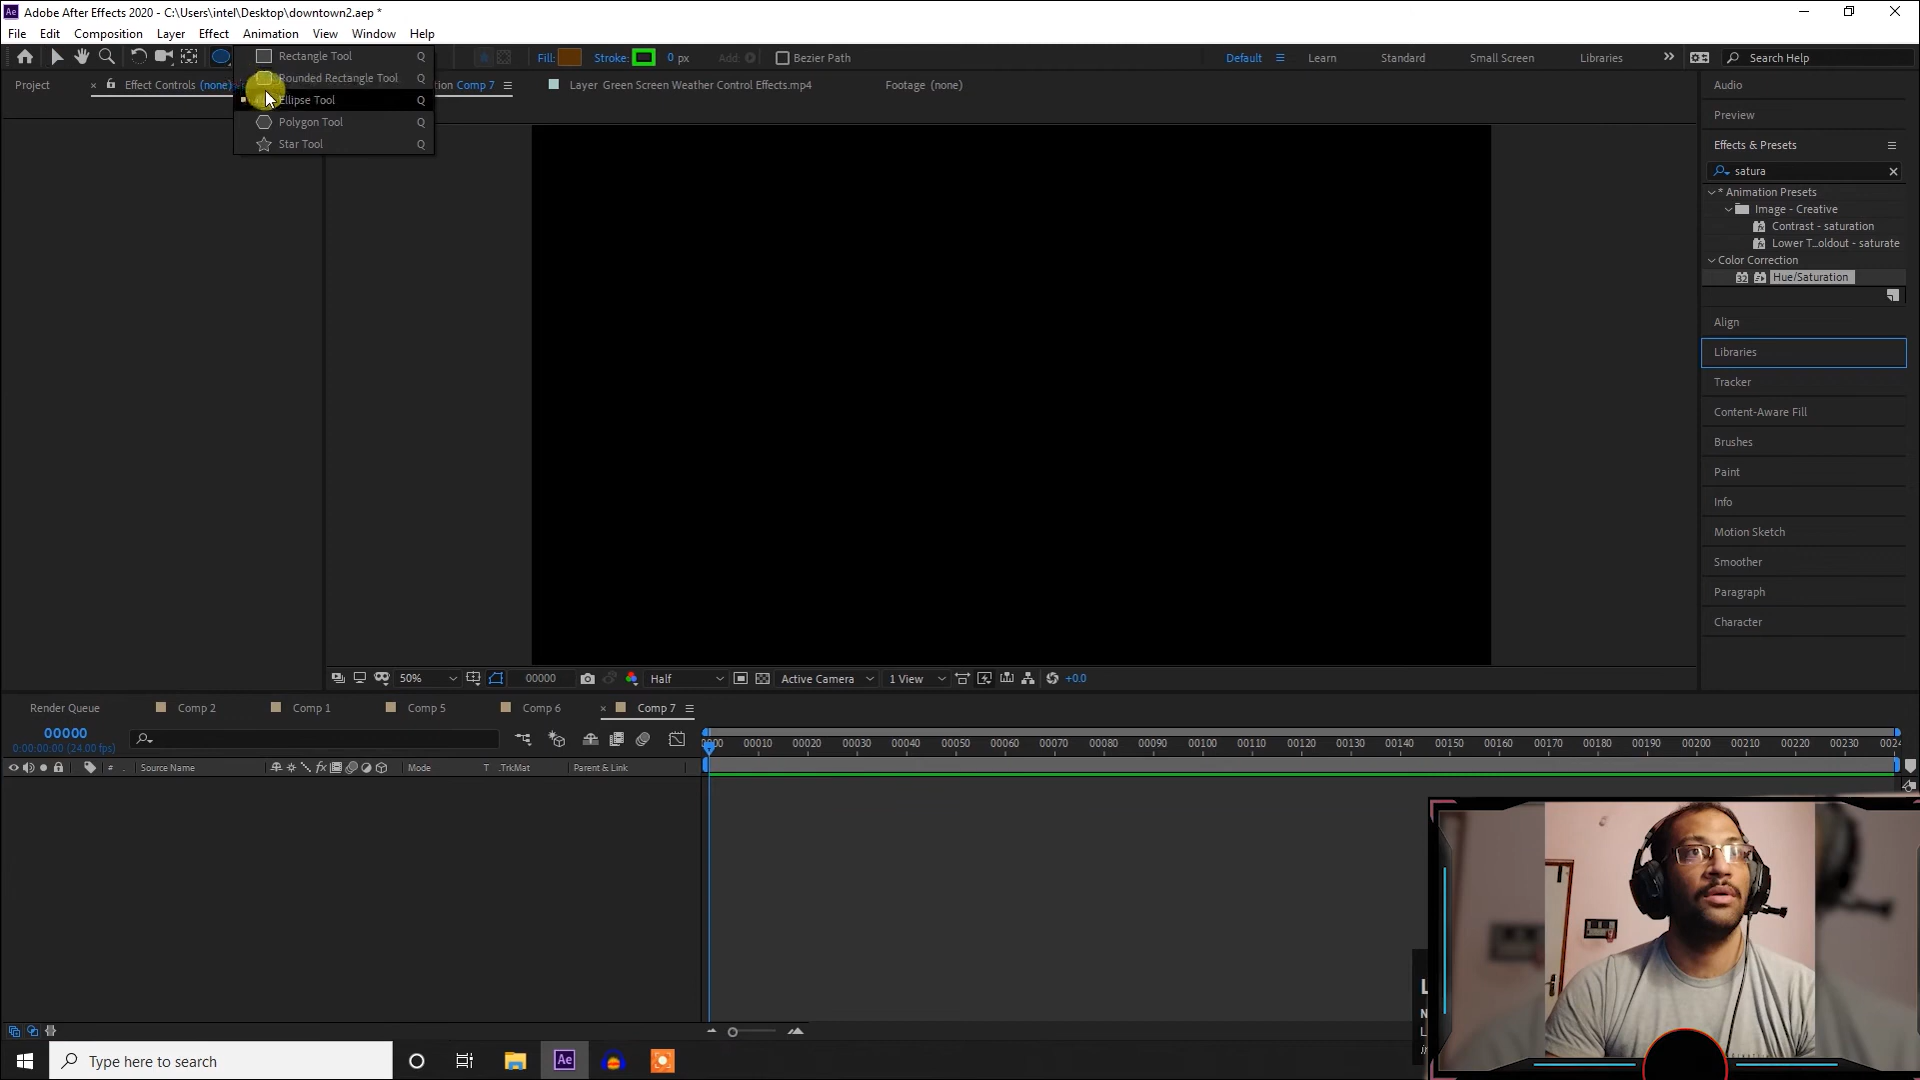 Adobe After Effects 2020 - C:\Users\intel\Desktop\downtown2.aep *
File Edit Composition Layer Effect Animation View Window Help
Fill: Stroke: 0 px Add: Bezier Path Default Learn Standard Small Screen Libraries Search Help
Rectangle Tool Q
Rounded Rectangle Tool Q
Ellipse Tool Q
Polygon Tool Q
Star Tool Q
Project Effect Controls (none) Comp 7 Layer Green Screen Weather Control Effects.mp4 Footage (none)
Audio
Preview
Effects & Presets
satura
* Animation Presets
Image - Creative
Contrast - saturation
Lower T...oldout - saturate
Color Correction
32 Hue/Saturation
Align
Libraries
Tracker
Content-Aware Fill
Brushes
Paint
Info
Motion Sketch
Smoother
Paragraph
Character
50% 00000 Half Active Camera 1 View +0.0
Render Queue Comp 2 Comp 1 Comp 5 Comp 6 Comp 7
00000
0:00:00:00 (24.00 fps)
00010 00020 00030 00040 00050 00060 00070 00080 00090 00100 00110 00120 00130 00140 00150 00160 00170 00180 00190 00200 00210 00220 00230
# Source Name fx Mode T .TrkMat Parent & Link
Type here to search
Ae